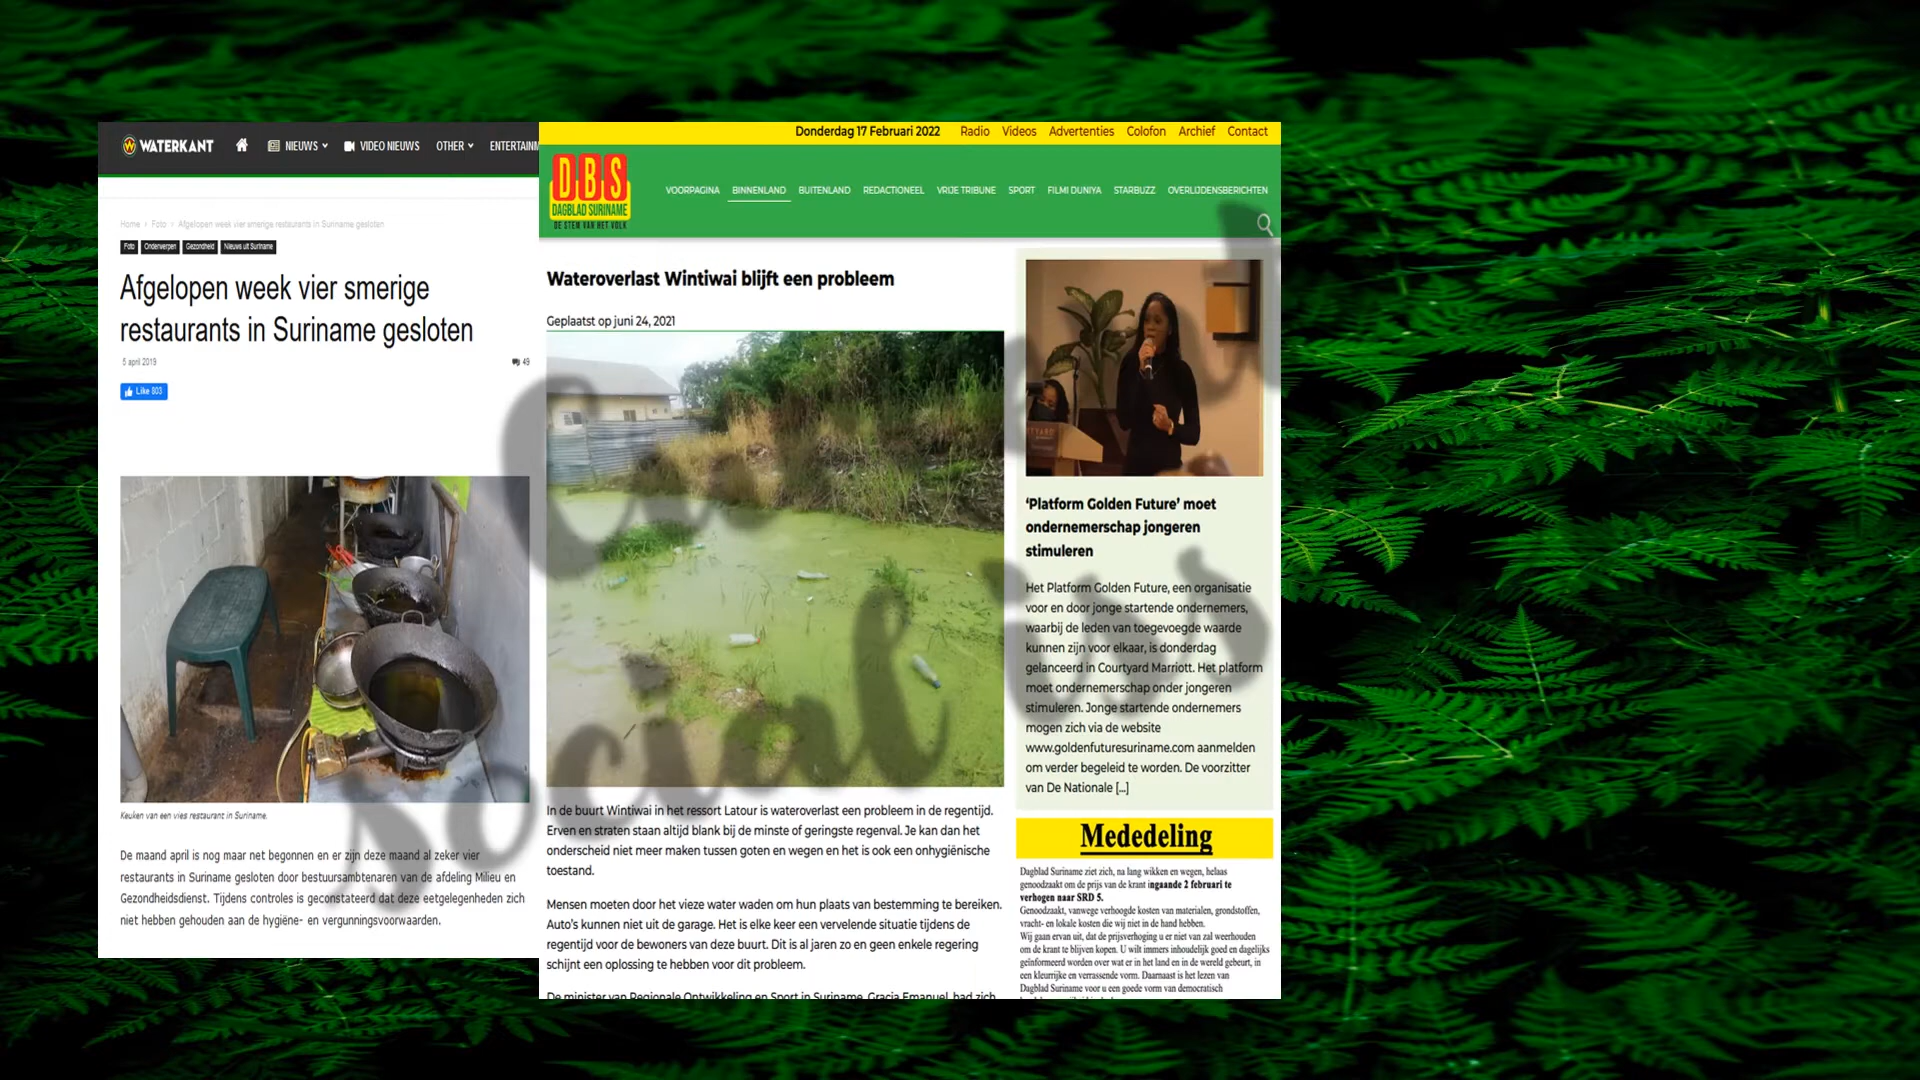 WATERKANT
NIEUWS
VIDEO NIEUWS
OTHER
Home › Foto › Afgelopen week vier smerige restaurants in Suriname gesloten
Foto Onderwerpen Gezondheid Nieuws uit Suriname
Afgelopen week vier smerige
restaurants in Suriname gesloten
5 april 2019
49
Like 803
Keuken van een vies restaurant in Suriname.
De maand april is nog maar net begonnen en er zijn deze maand al zeker vier
restaurants in Suriname gesloten door bestuursambtenaren van de afdeling Milieu en
Gezondheidsdienst. Tijdens controles is geconstateerd dat deze eetgelegenheden zich
niet hebben gehouden aan de hygiëne- en vergunningsvoorwaarden.
Donderdag 17 Februari 2022 Radio Videos Advertenties Colofon Archief Contact
DBS
DAGBLAD SURINAME
DE STEM VAN HET VOLK
VOORPAGINA BINNENLAND BUITENLAND REDACTIONEEL VRIJE TRIBUNE SPORT FILMI DUNIYA STARBUZZ OVERLIJDENSBERICHTEN
Wateroverlast Wintiwai blijft een probleem
Geplaatst op juni 24, 2021
In de buurt Wintiwai in het ressort Latour is wateroverlast een probleem in de regentijd.
Erven en straten staan altijd blank bij de minste of geringste regenval. Je kan dan het
onderscheid niet meer maken tussen goten en wegen en het is ook een onhygiënische
toestand.
Mensen moeten door het vieze water waden om hun plaats van bestemming te bereiken.
Auto's kunnen niet uit de garage. Het is elke keer een vervelende situatie tijdens de
regentijd voor de bewoners van deze buurt. Dit is al jaren zo en geen enkele regering
schijnt een oplossing te hebben voor dit probleem.
De minister van Regionale Ontwikkeling en Sport in Suriname, Gracia Emanuel, had zich
'Platform Golden Future' moet
ondernemerschap jongeren
stimuleren
Het Platform Golden Future, een organisatie
voor en door jonge startende ondernemers,
waarbij de leden van toegevoegde waarde
kunnen zijn voor elkaar, is donderdag
gelanceerd in Courtyard Marriott. Het platform
moet ondernemerschap onder jongeren
stimuleren. Jonge startende ondernemers
mogen zich via de website
www.goldenfuturesuriname.com aanmelden
om verder begeleid te worden. De voorzitter
van De Nationale [...]
Mededeling
Dagblad Suriname ziet zich, na lang wikken en wegen, helaas
genoodzaakt om de prijs van de krant ingaande 2 februari te
verhogen naar SRD 5.
Genoodzaakt, vanwege verhoogde kosten van materialen, grondstoffen,
vracht- en lokale kosten die wij niet in de hand hebben.
Wij gaan ervan uit, dat de prijsverhoging u er niet van zal weerhouden
om de krant te blijven kopen. U wilt immers inhoudelijk goed en dagelijks
geïnformeerd worden over wat er in het land en in de wereld gebeurt, in
een kleurrijke en verrassende vorm. Daarnaast is het lezen van
Dagblad Suriname voor u een goede vorm van democratisch
social